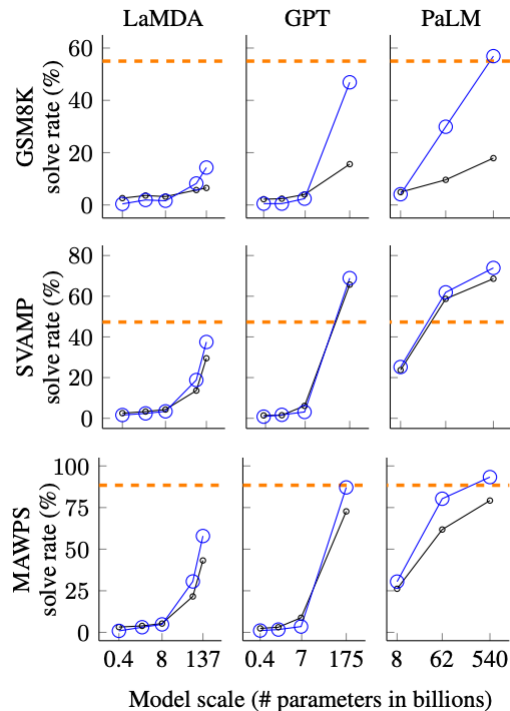 LaMDA GPT PaLM
GSM8K
solve rate (%)
60
40
20
0
SVAMP
solve rate (%)
80
60
40
20
0
MAWPS
solve rate (%)
100
75
50
25
0
0.4 8 137 0.4 7 175 8 62 540
Model scale (# parameters in billions)